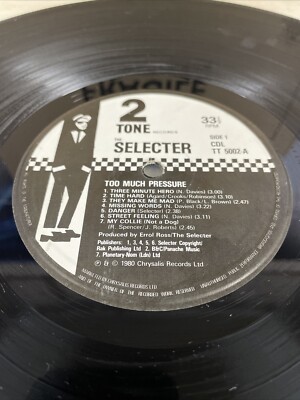 FRAGILE
2
TONE RECORDS
33⅓
RPM
SIDE 1
CDL
TT 5002-A
THE
SELECTER
TOO MUCH PRESSURE
1. THREE MINUTE HERO (N. Davies) (3.00)
2. TIME HARD (Agard/Crooks/Robinson) (3.10)
3. THEY MAKE ME MAD (P. Black/L. Brown) (2.47)
4. MISSING WORDS (N. Davies) (3.22)
5. DANGER (Selecter) (2.38)
6. STREET FEELING (N. Davies) (3.11)
7. MY COLLIE (Not a Dog)
(R. Spencer/J. Roberts) (2.45)
Produced by Errol Ross/The Selecter
Publishers: 1, 3, 4, 5, 6. Selecter Copyright/
Rak Publishing Ltd 2.
7. Planetary-Nom (Ldn) Ltd
℗ & © 1980 Chrysalis Records Ltd